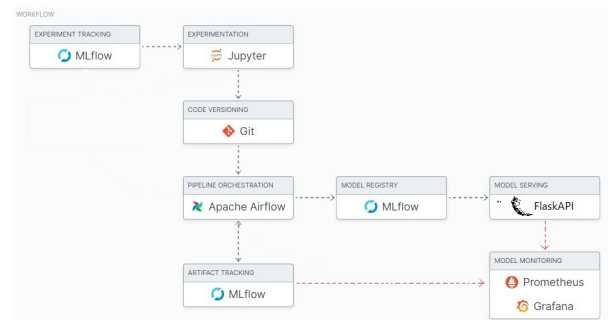 WORKFLOW
EXPERIMENT TRACKING
MLflow
EXPERIMENTATION
Jupyter
CODE VERSIONING
Git
PIPELINE ORCHESTRATION
Apache Airflow
MODEL REGISTRY
MLflow
MODEL SERVING
FlaskAPI
ARTIFACT TRACKING
MLflow
MODEL MONITORING
Prometheus
Grafana